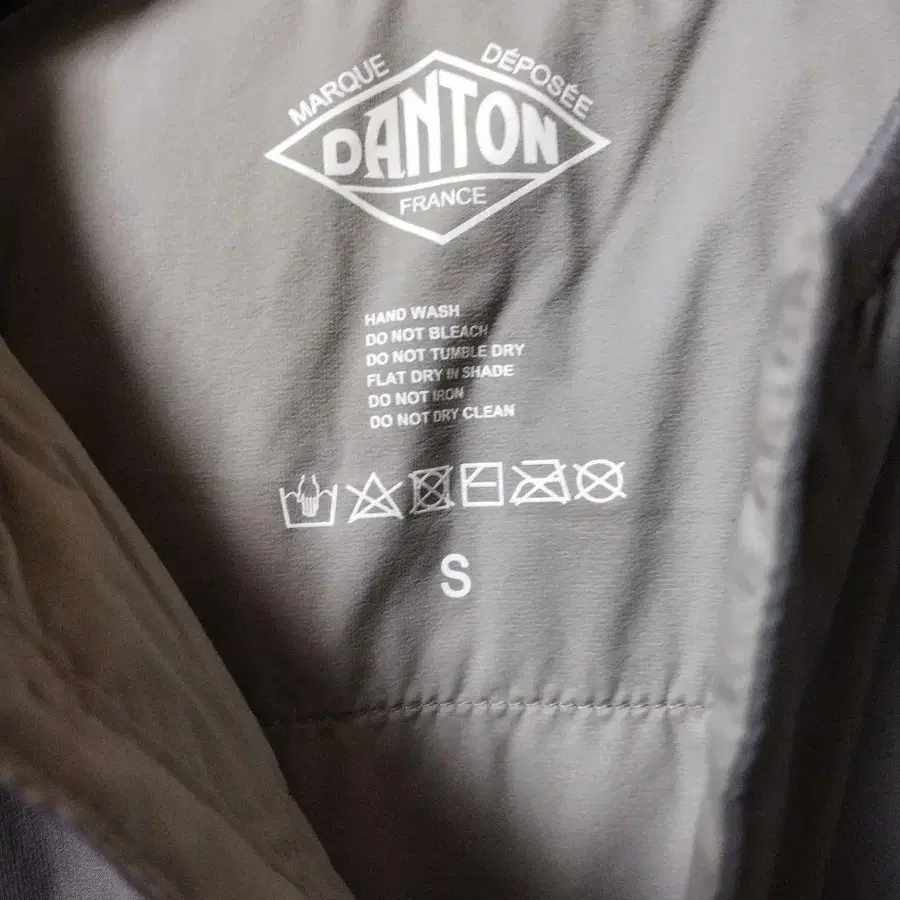 MARQUE DÉPOSÉE
DANTON
FRANCE
HAND WASH
DO NOT BLEACH
DO NOT TUMBLE DRY
FLAT DRY IN SHADE
DO NOT IRON
DO NOT DRY CLEAN
S